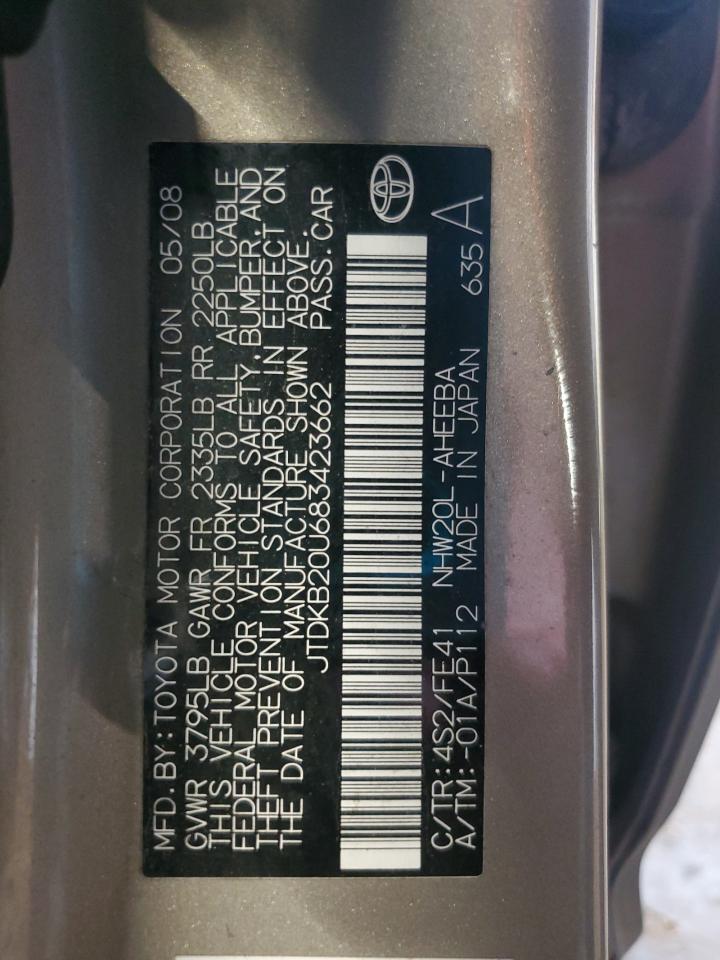 MFD.BY:TOYOTA MOTOR CORPORATION 05/08
GVWR 3795LB GAWR FR 2335LB RR 2250LB
THIS VEHICLE CONFORMS TO ALL APPLICABLE
FEDERAL MOTOR VEHICLE SAFETY,BUMPER,AND
THEFT PREVENTION STANDARDS IN EFFECT ON
THE DATE OF MANUFACTURE SHOWN ABOVE.
JTDKB20U683423662 PASS.CAR
C/TR:4S2/FE41 NHW20L-AHEEBA 635 A
A/TM:-01A/P112 MADE IN JAPAN